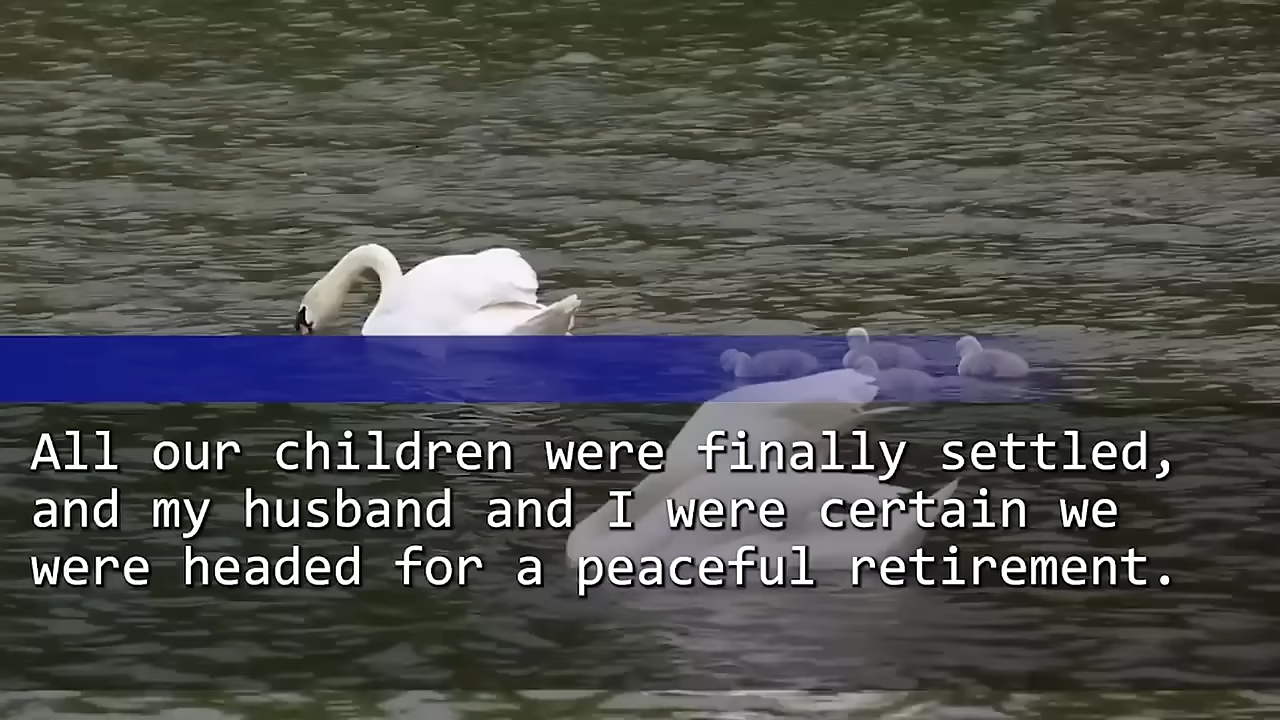 All our children were finally settled,
and my husband and I were certain we
were headed for a peaceful retirement.